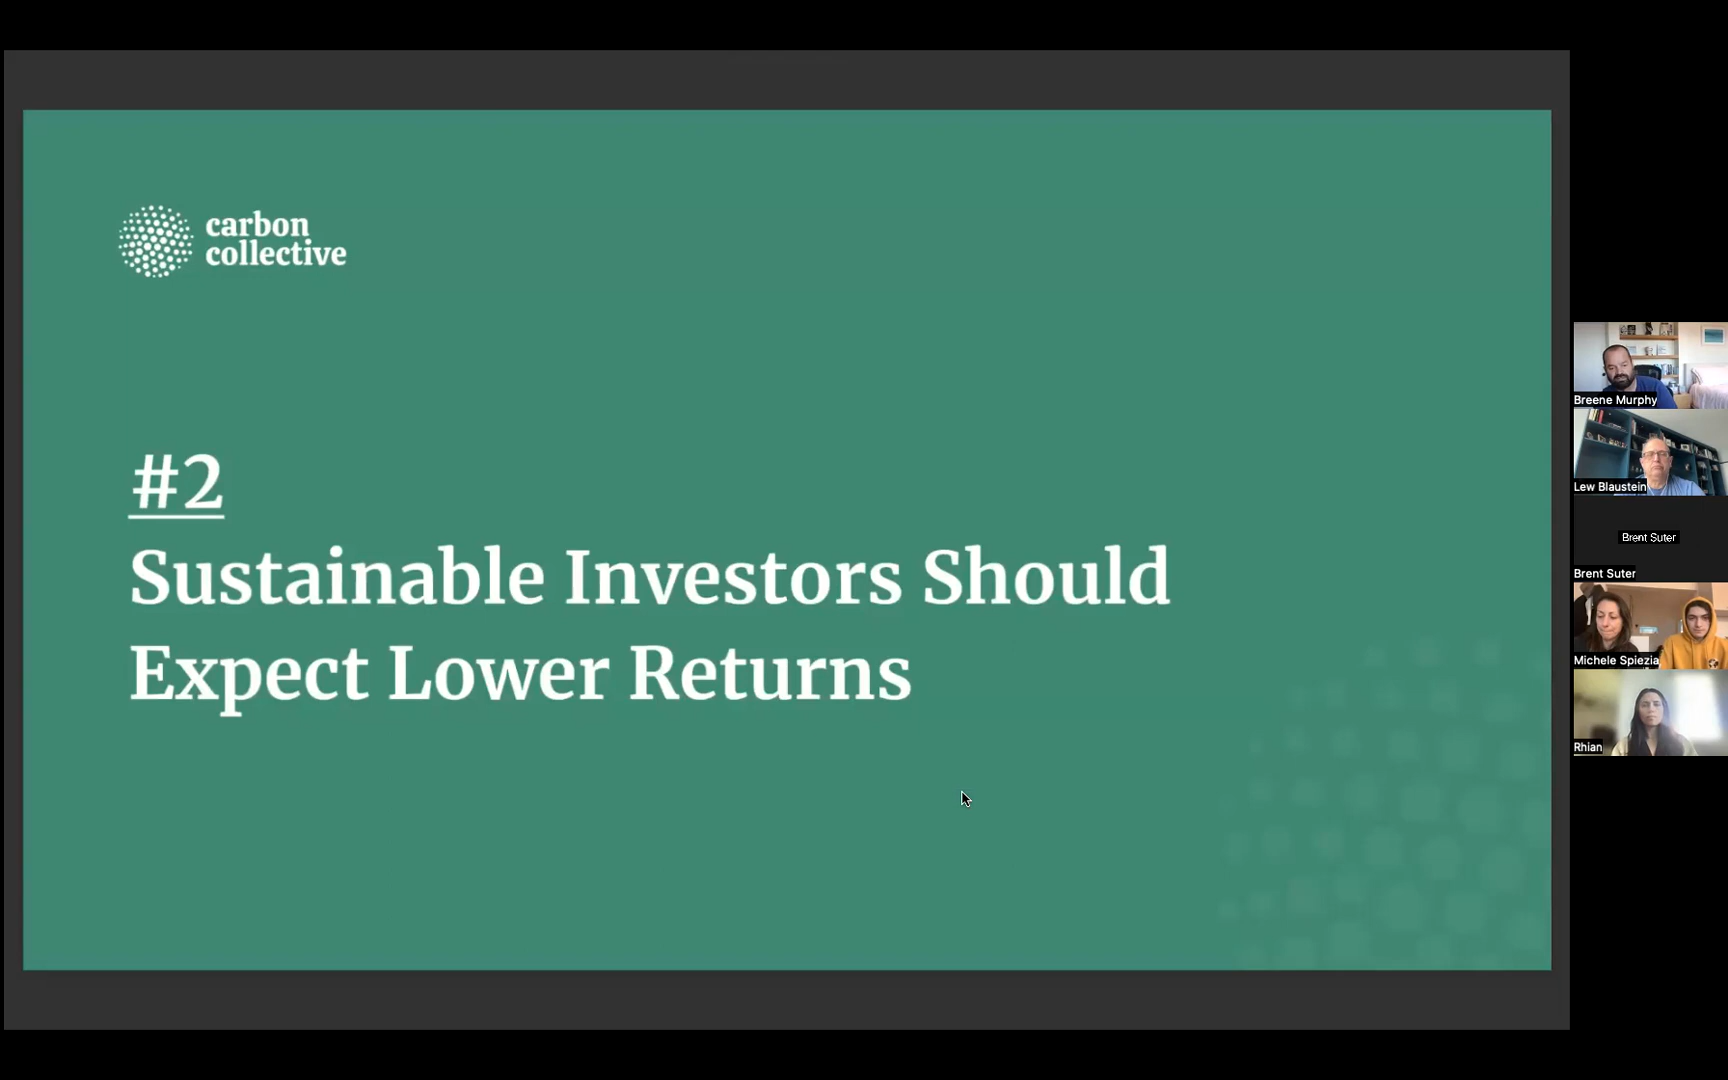 carbon
collective
#2
Sustainable Investors Should
Expect Lower Returns
Breene Murphy
Lew Blaustein
Brent Suter
Brent Suter
Michele Spiezia
Rhian